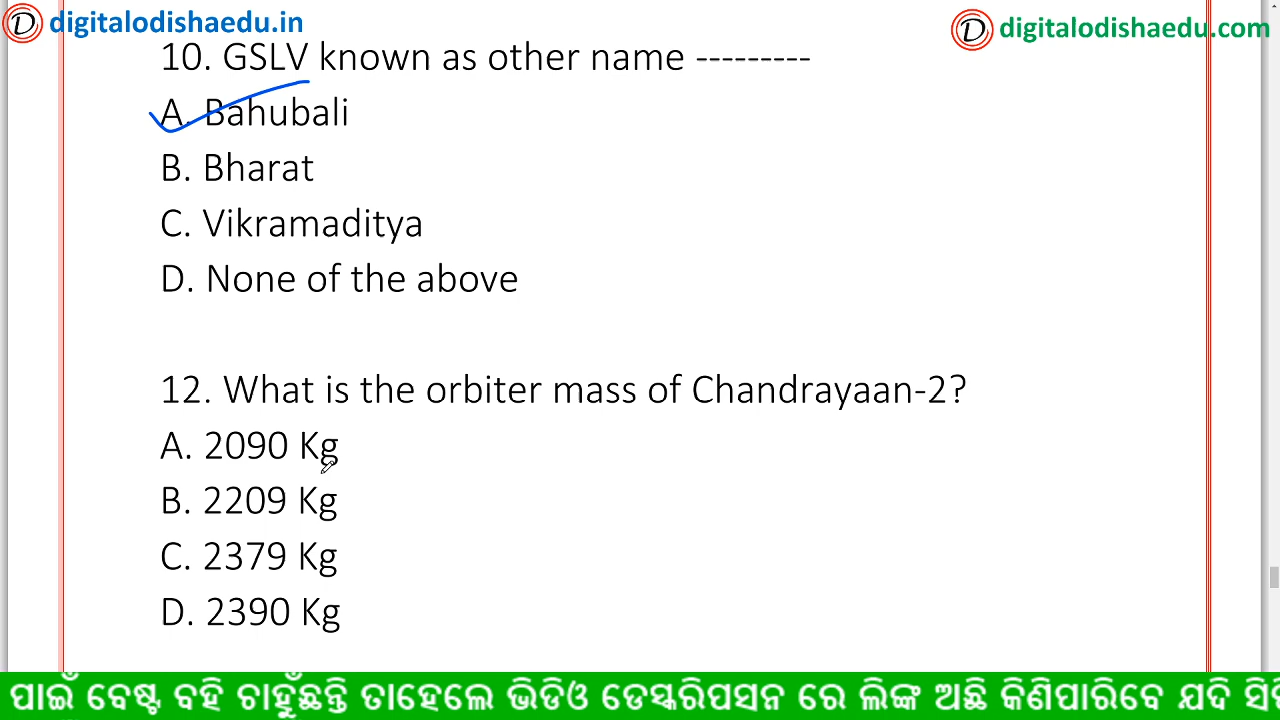 digitalodishaedu.in
digitalodishaedu.com
10. GSLV known as other name ---------
A. Bahubali
B. Bharat
C. Vikramaditya
D. None of the above
12. What is the orbiter mass of Chandrayaan-2?
A. 2090 Kg
B. 2209 Kg
C. 2379 Kg
D. 2390 Kg
ପାଇଁ ବେଷ୍ଟ ବହି ଚାହୁଁଛନ୍ତି ତାହେଲେ ଭିଡିଓ ଡେସ୍କରିପସନ ରେ ଲିଙ୍କ ଅଛି କିଣିପାରିବେ ଯଦି